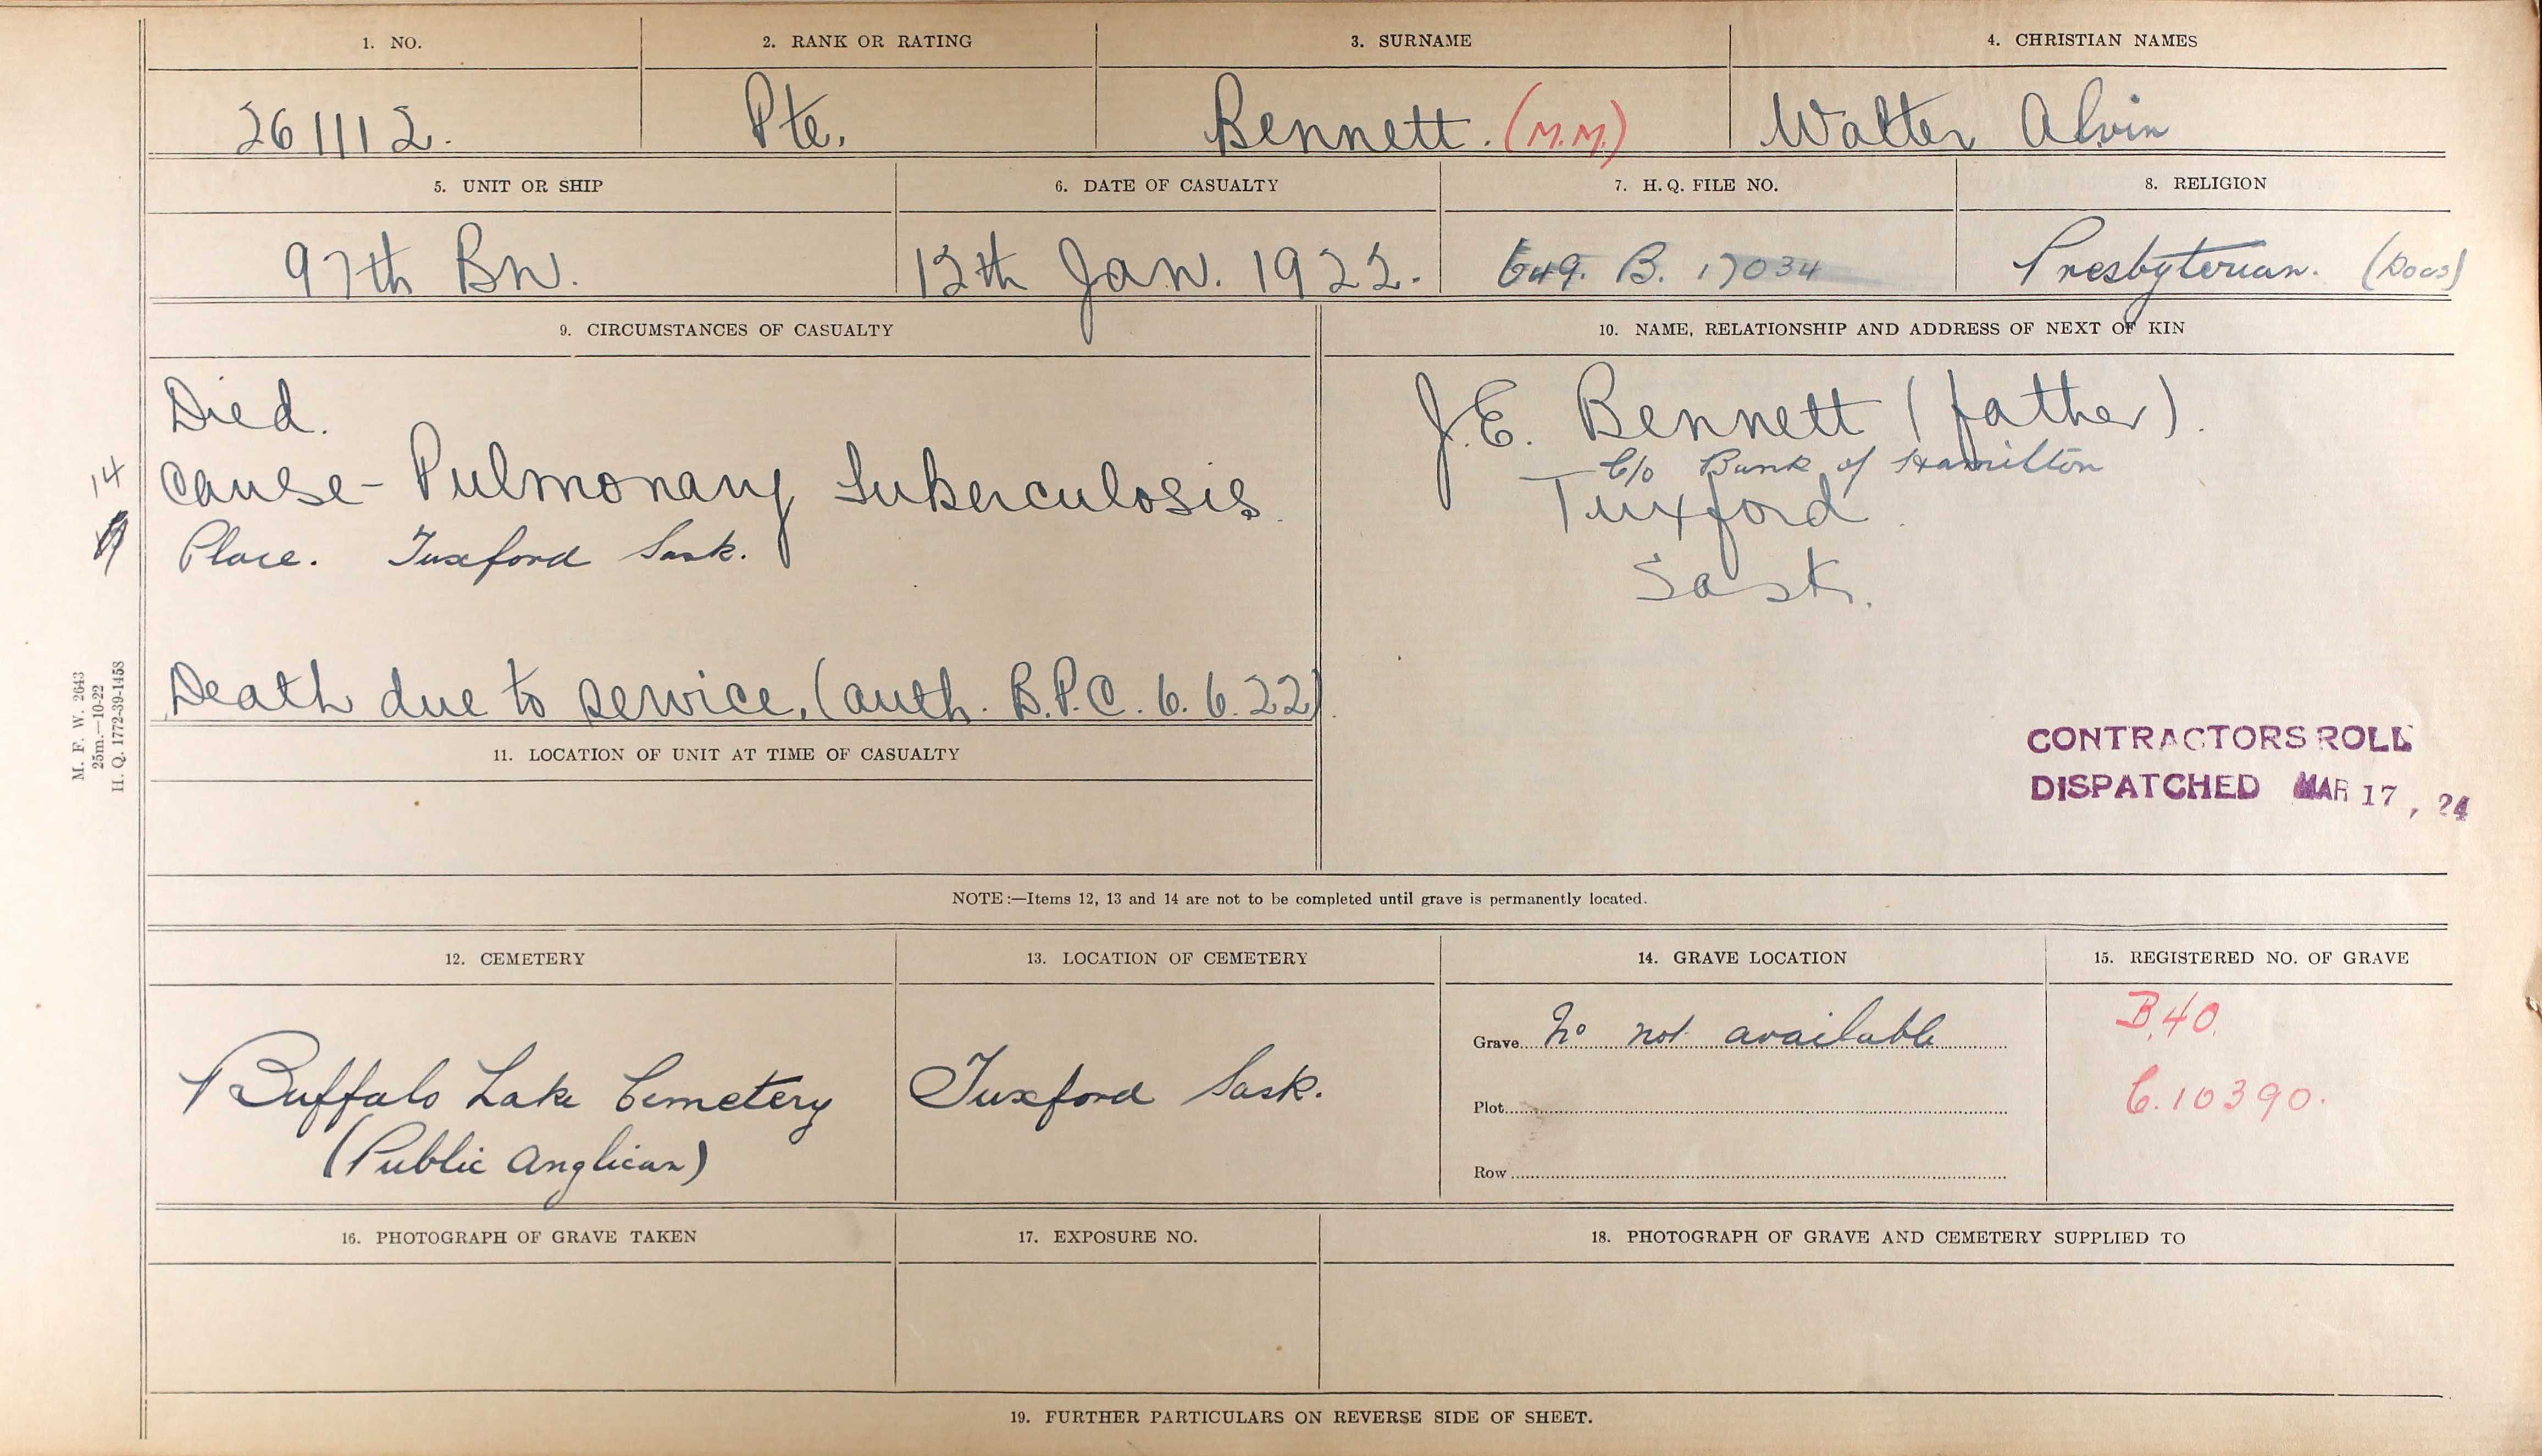 1. NO.
2. RANK OR RATING
3. SURNAME
4. CHRISTIAN NAMES
261112.
Pte.
Bennett. (M.M.)
Walter Alvin
5. UNIT OR SHIP
6. DATE OF CASUALTY
7. H.Q. FILE NO.
8. RELIGION
97th Bn.
12th Jan. 1922.
649. B. 17034
Presbyterian. (Docs)
9. CIRCUMSTANCES OF CASUALTY
10. NAME, RELATIONSHIP AND ADDRESS OF NEXT OF KIN
Died.
Cause - Pulmonary Tuberculosis.
Place. Tuxford Sask.
Death due to service, (auth. B.P.C. 6.6.22)
J.E. Bennett (father).
C/o Bank of Hamilton
Tuxford
Sask.
14
CONTRACTORS ROLL
DISPATCHED MAR 17, 24
M. F. W. 2643
25m.—10-22
H. Q. 1772-39-1458
11. LOCATION OF UNIT AT TIME OF CASUALTY
NOTE:—Items 12, 13 and 14 are not to be completed until grave is permanently located.
12. CEMETERY
13. LOCATION OF CEMETERY
14. GRAVE LOCATION
15. REGISTERED NO. OF GRAVE
Buffalo Lake Cemetery
(Public Anglican)
Tuxford Sask.
Grave No not available
Plot
Row
B.40.
C.10390.
16. PHOTOGRAPH OF GRAVE TAKEN
17. EXPOSURE NO.
18. PHOTOGRAPH OF GRAVE AND CEMETERY SUPPLIED TO
19. FURTHER PARTICULARS ON REVERSE SIDE OF SHEET.